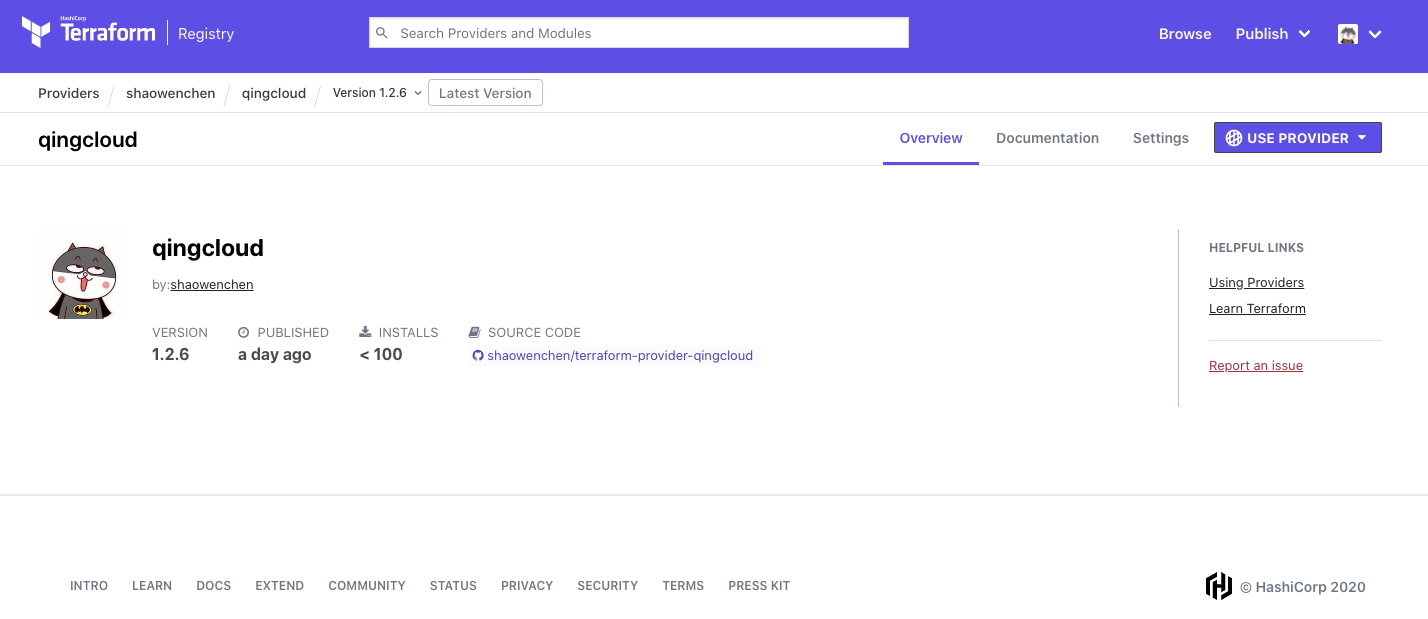 HashiCorp
Terraform Registry
Search Providers and Modules
Browse Publish
Providers / shaowenchen / qingcloud / Version 1.2.6 Latest Version
qingcloud
Overview Documentation Settings USE PROVIDER
qingcloud
by:shaowenchen
VERSION PUBLISHED INSTALLS SOURCE CODE
1.2.6 a day ago < 100 shaowenchen/terraform-provider-qingcloud
HELPFUL LINKS
Using Providers
Learn Terraform
Report an issue
INTRO LEARN DOCS EXTEND COMMUNITY STATUS PRIVACY SECURITY TERMS PRESS KIT
© HashiCorp 2020